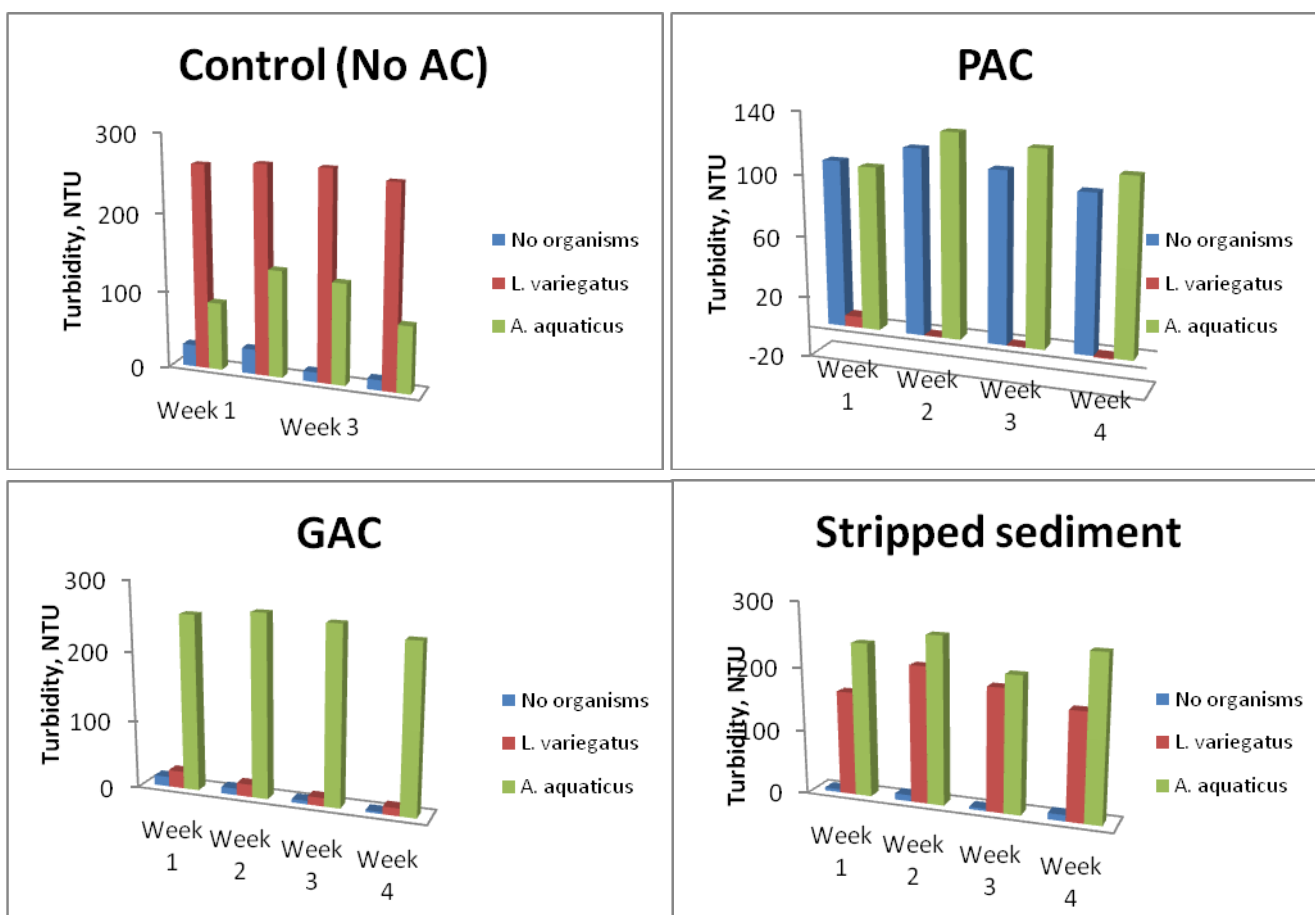 Control (No AC)
300
200
100
0
Turbidity, NTU
Week 1
Week 3
No organisms
L. variegatus
A. aquaticus
PAC
140
100
60
20
-20
Turbidity, NTU
Week
1
Week
2
Week
3
Week
4
No organisms
L. variegatus
A. aquaticus
GAC
300
200
100
0
Turbidity, NTU
Week
1
Week
2
Week
3
Week
4
No organisms
L. variegatus
A. aquaticus
Stripped sediment
300
200
100
0
Turbidity, NTU
Week
1
Week
2
Week
3
Week
4
No organisms
L. variegatus
A. aquaticus